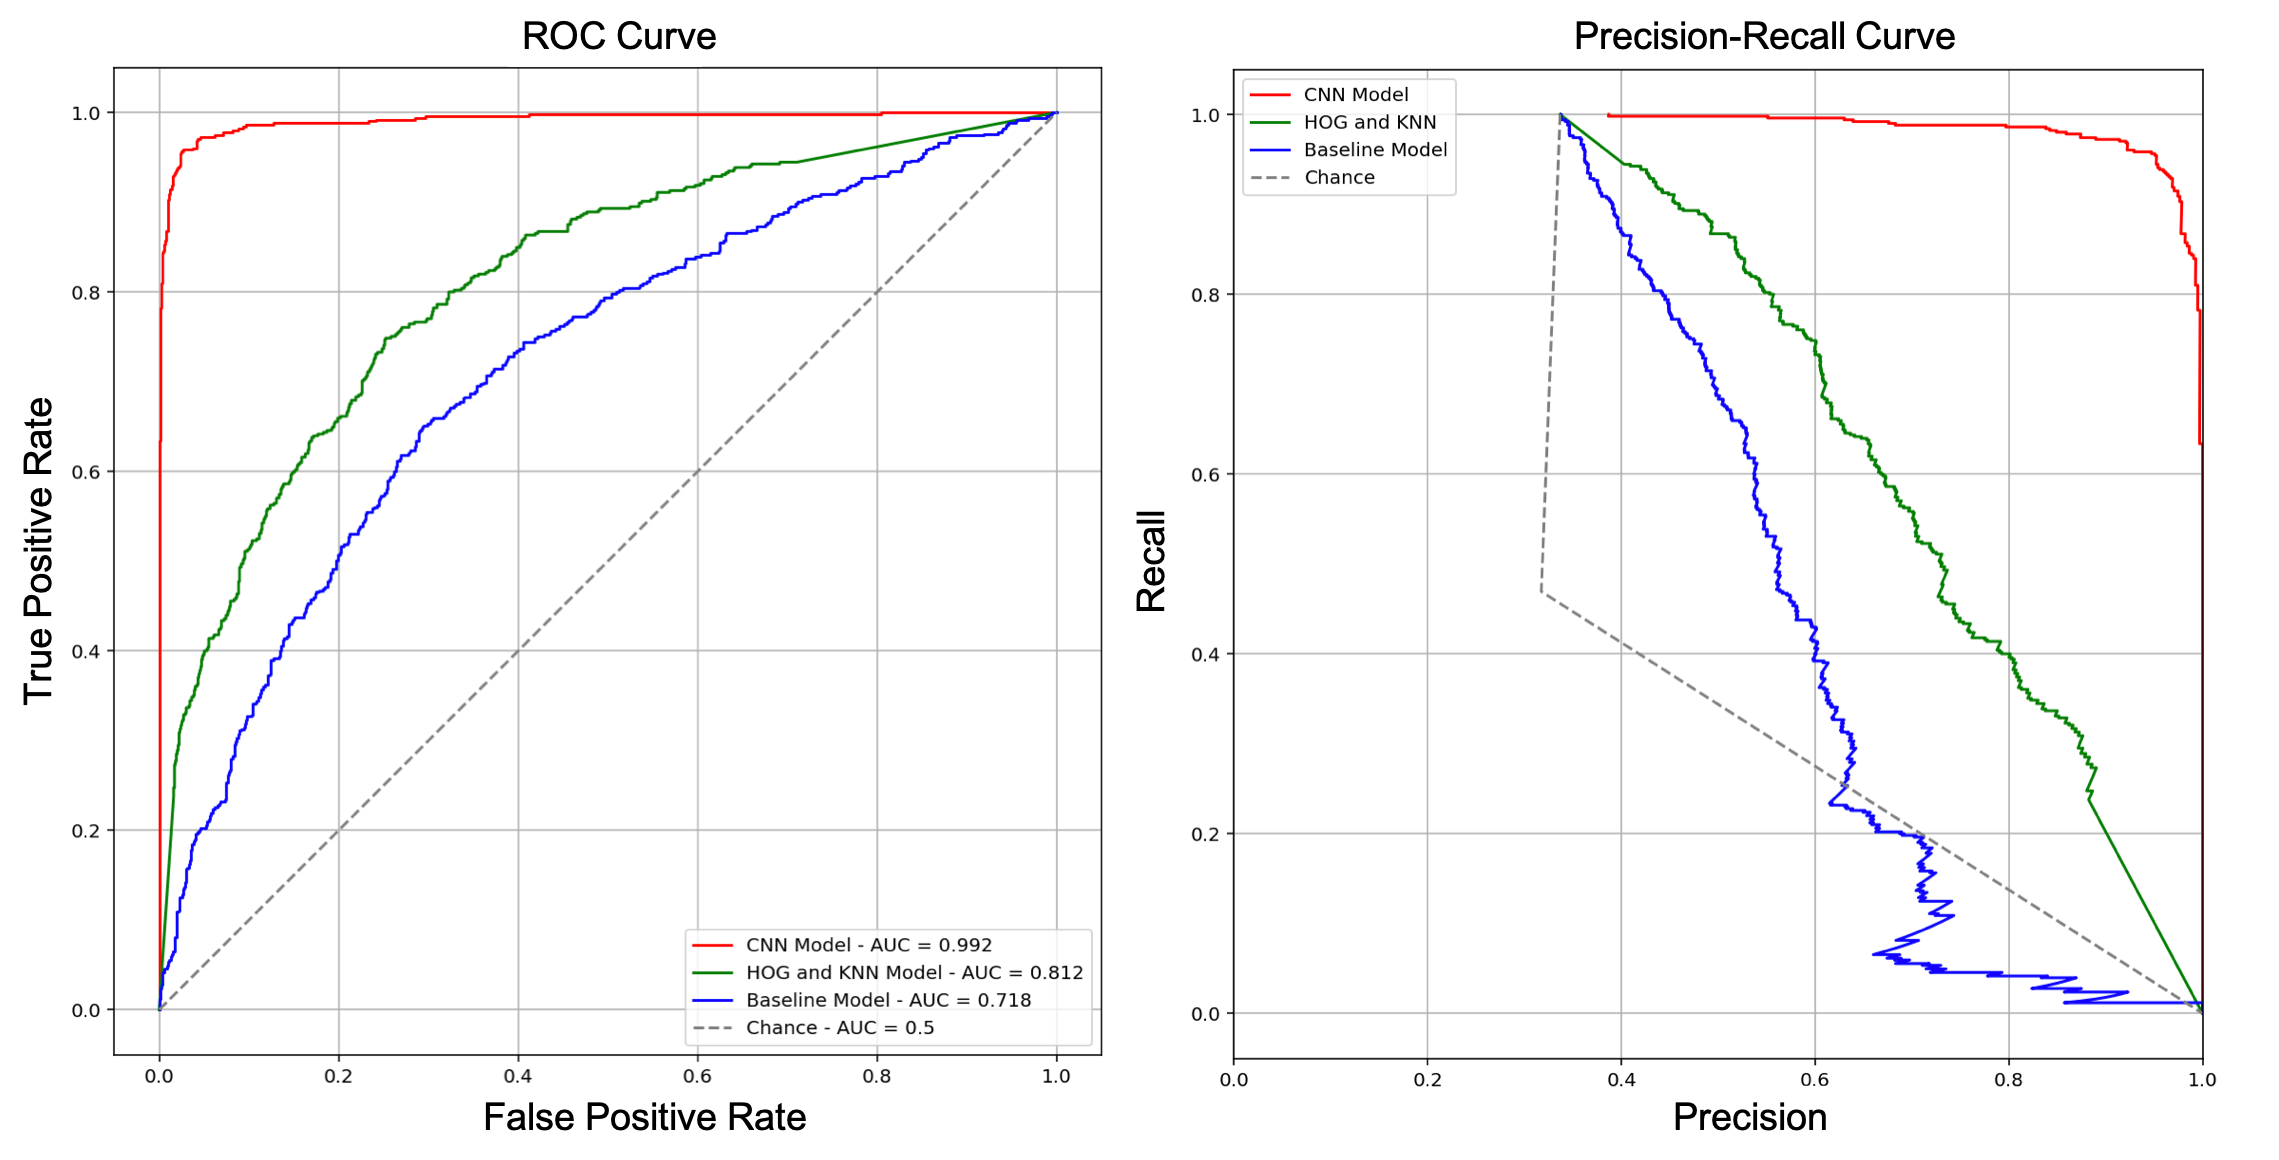 ROC Curve
True Positive Rate
1.0
0.8
0.6
0.4
0.2
0.0
CNN Model - AUC = 0.992
HOG and KNN Model - AUC = 0.812
Baseline Model - AUC = 0.718
Chance - AUC = 0.5
0.0 0.2 0.4 0.6 0.8 1.0
False Positive Rate
Precision-Recall Curve
CNN Model
HOG and KNN
Baseline Model
Chance
Recall
1.0
0.8
0.6
0.4
0.2
0.0
0.0 0.2 0.4 0.6 0.8 1.0
Precision